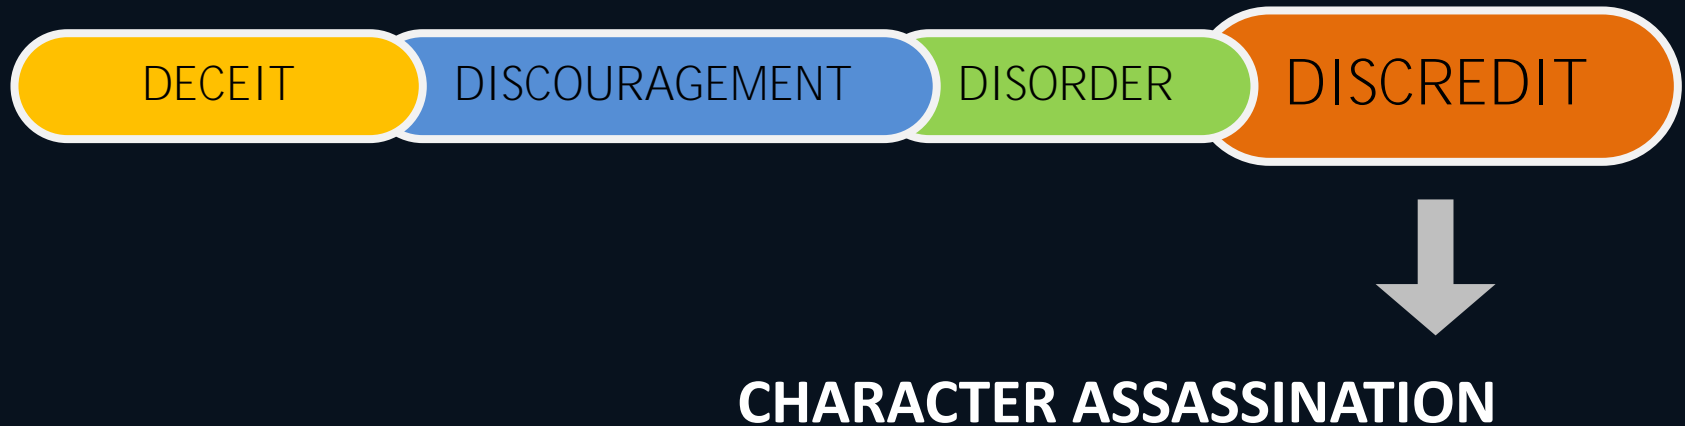 DECEIT DISCOURAGEMENT DISORDER DISCREDIT
CHARACTER ASSASSINATION